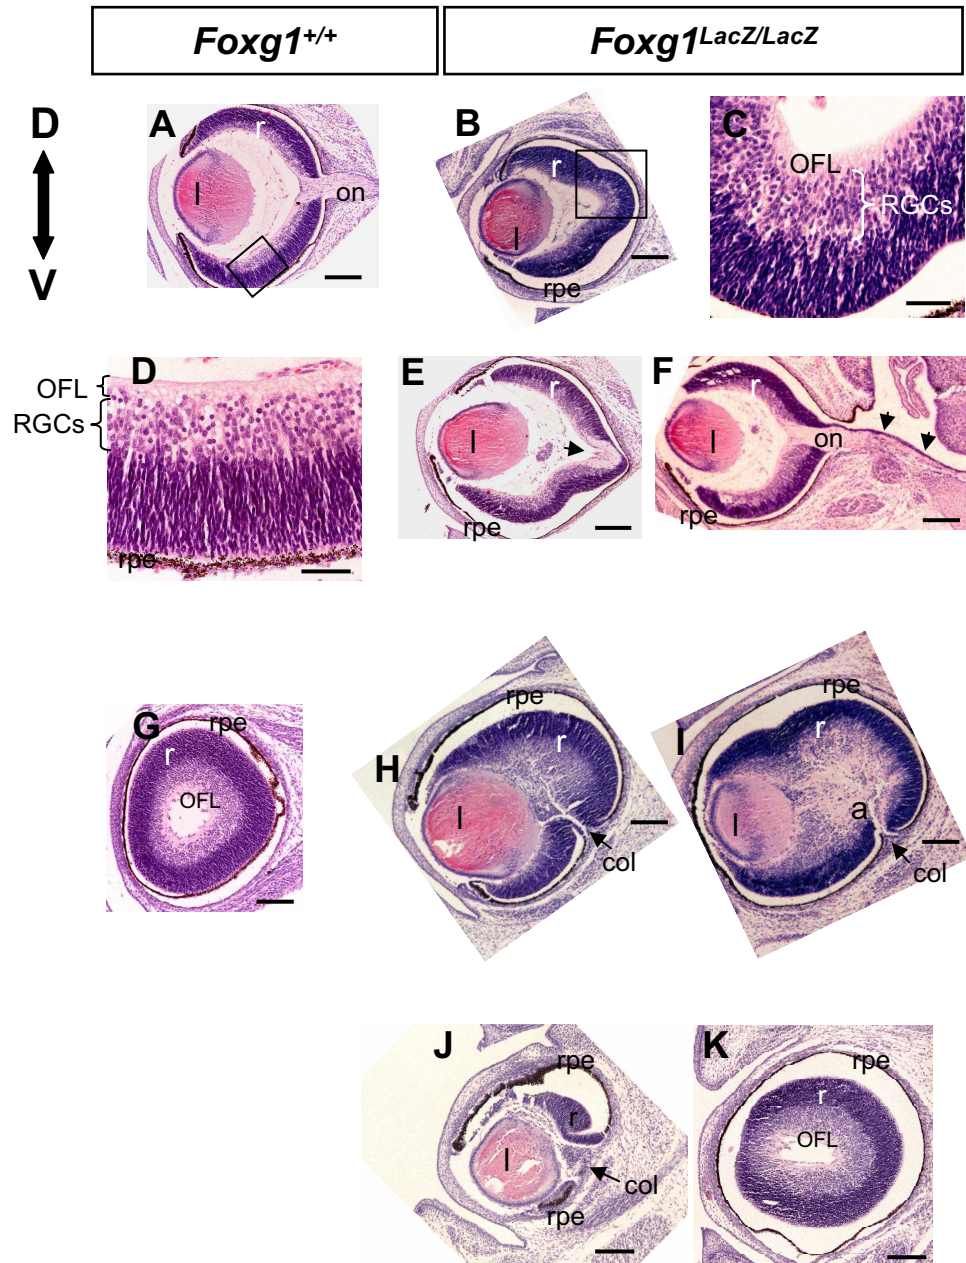 Foxg1+/+
Foxg1LacZ/LacZ
D
V
A
r
l
on
B
r
l
rpe
C
OFL
RGCs
D
OFL
RGCs
rpe
E
r
l
rpe
F
r
l
on
rpe
G
rpe
r
OFL
H
rpe
r
l
col
I
rpe
r
l
a
col
J
rpe
r
l
col
rpe
K
rpe
r
OFL